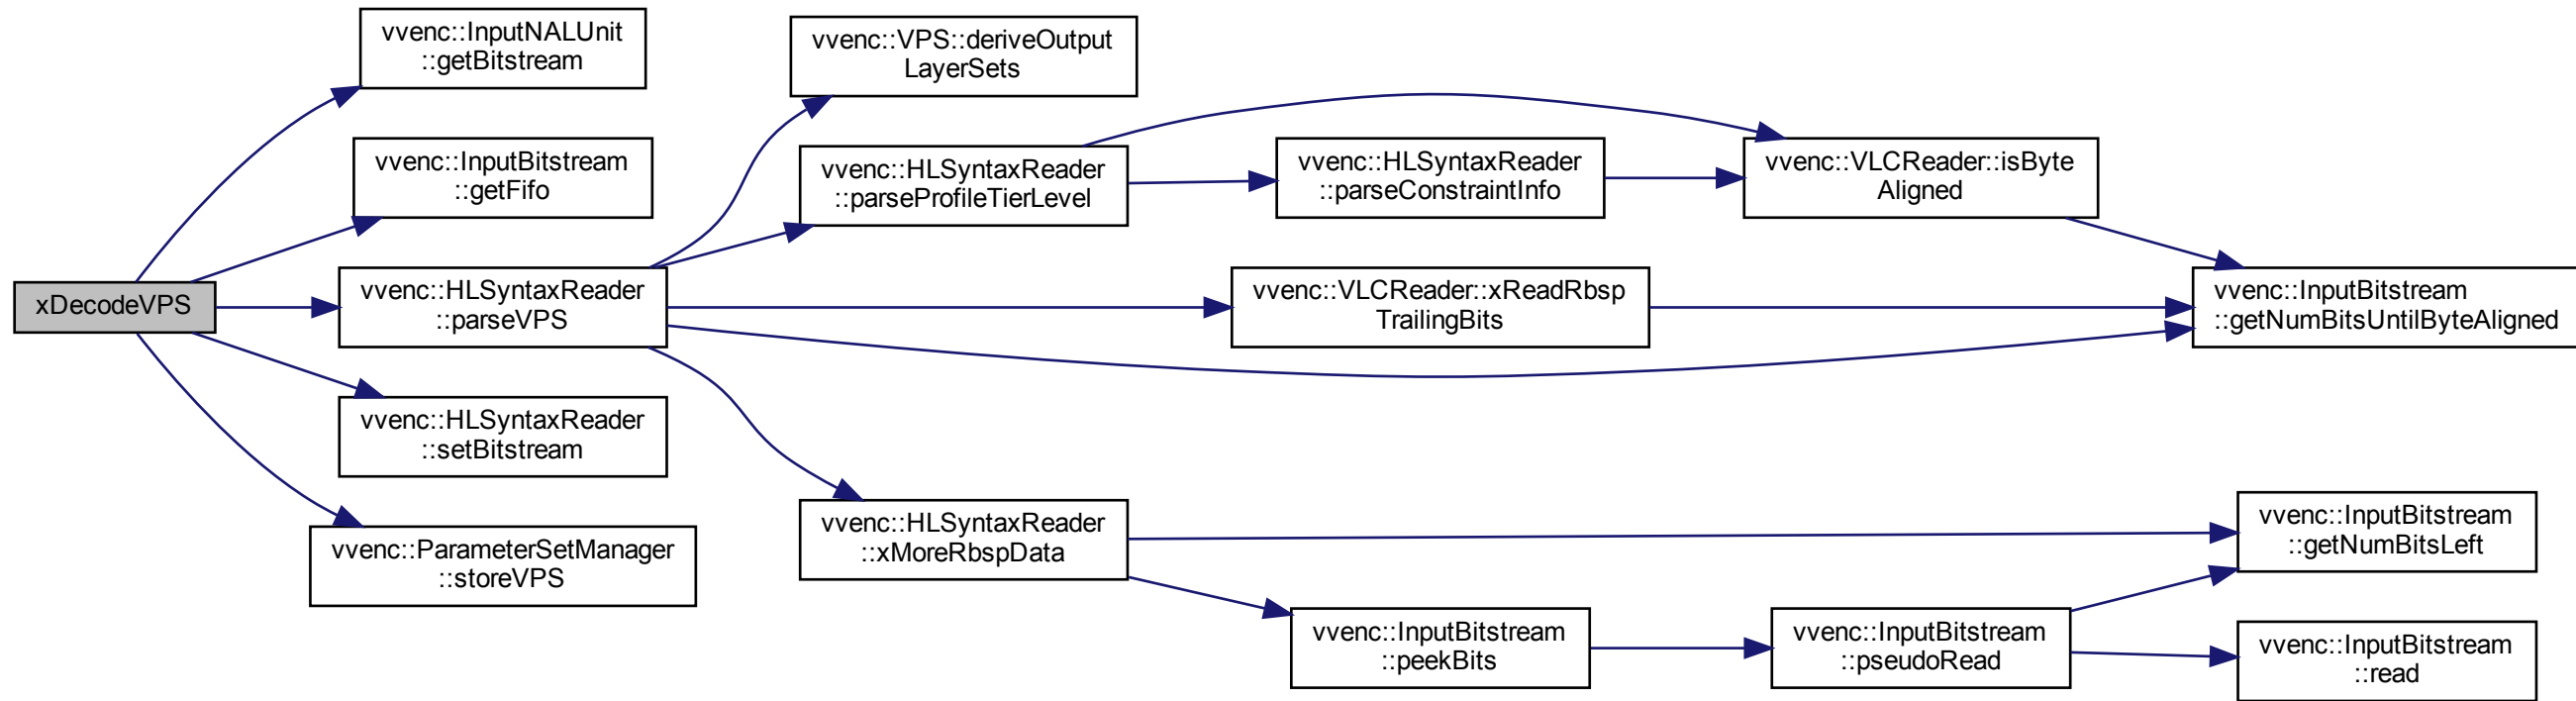 xDecodeVPS
vvenc::InputNALUnit
::getBitstream
vvenc::InputBitstream
::getFifo
vvenc::HLSyntaxReader
::parseVPS
vvenc::HLSyntaxReader
::setBitstream
vvenc::ParameterSetManager
::storeVPS
vvenc::VPS::deriveOutput
LayerSets
vvenc::HLSyntaxReader
::parseProfileTierLevel
vvenc::HLSyntaxReader
::xMoreRbspData
vvenc::HLSyntaxReader
::parseConstraintInfo
vvenc::VLCReader::xReadRbsp
TrailingBits
vvenc::InputBitstream
::peekBits
vvenc::VLCReader::isByte
Aligned
vvenc::InputBitstream
::pseudoRead
vvenc::InputBitstream
::getNumBitsUntilByteAligned
vvenc::InputBitstream
::getNumBitsLeft
vvenc::InputBitstream
::read